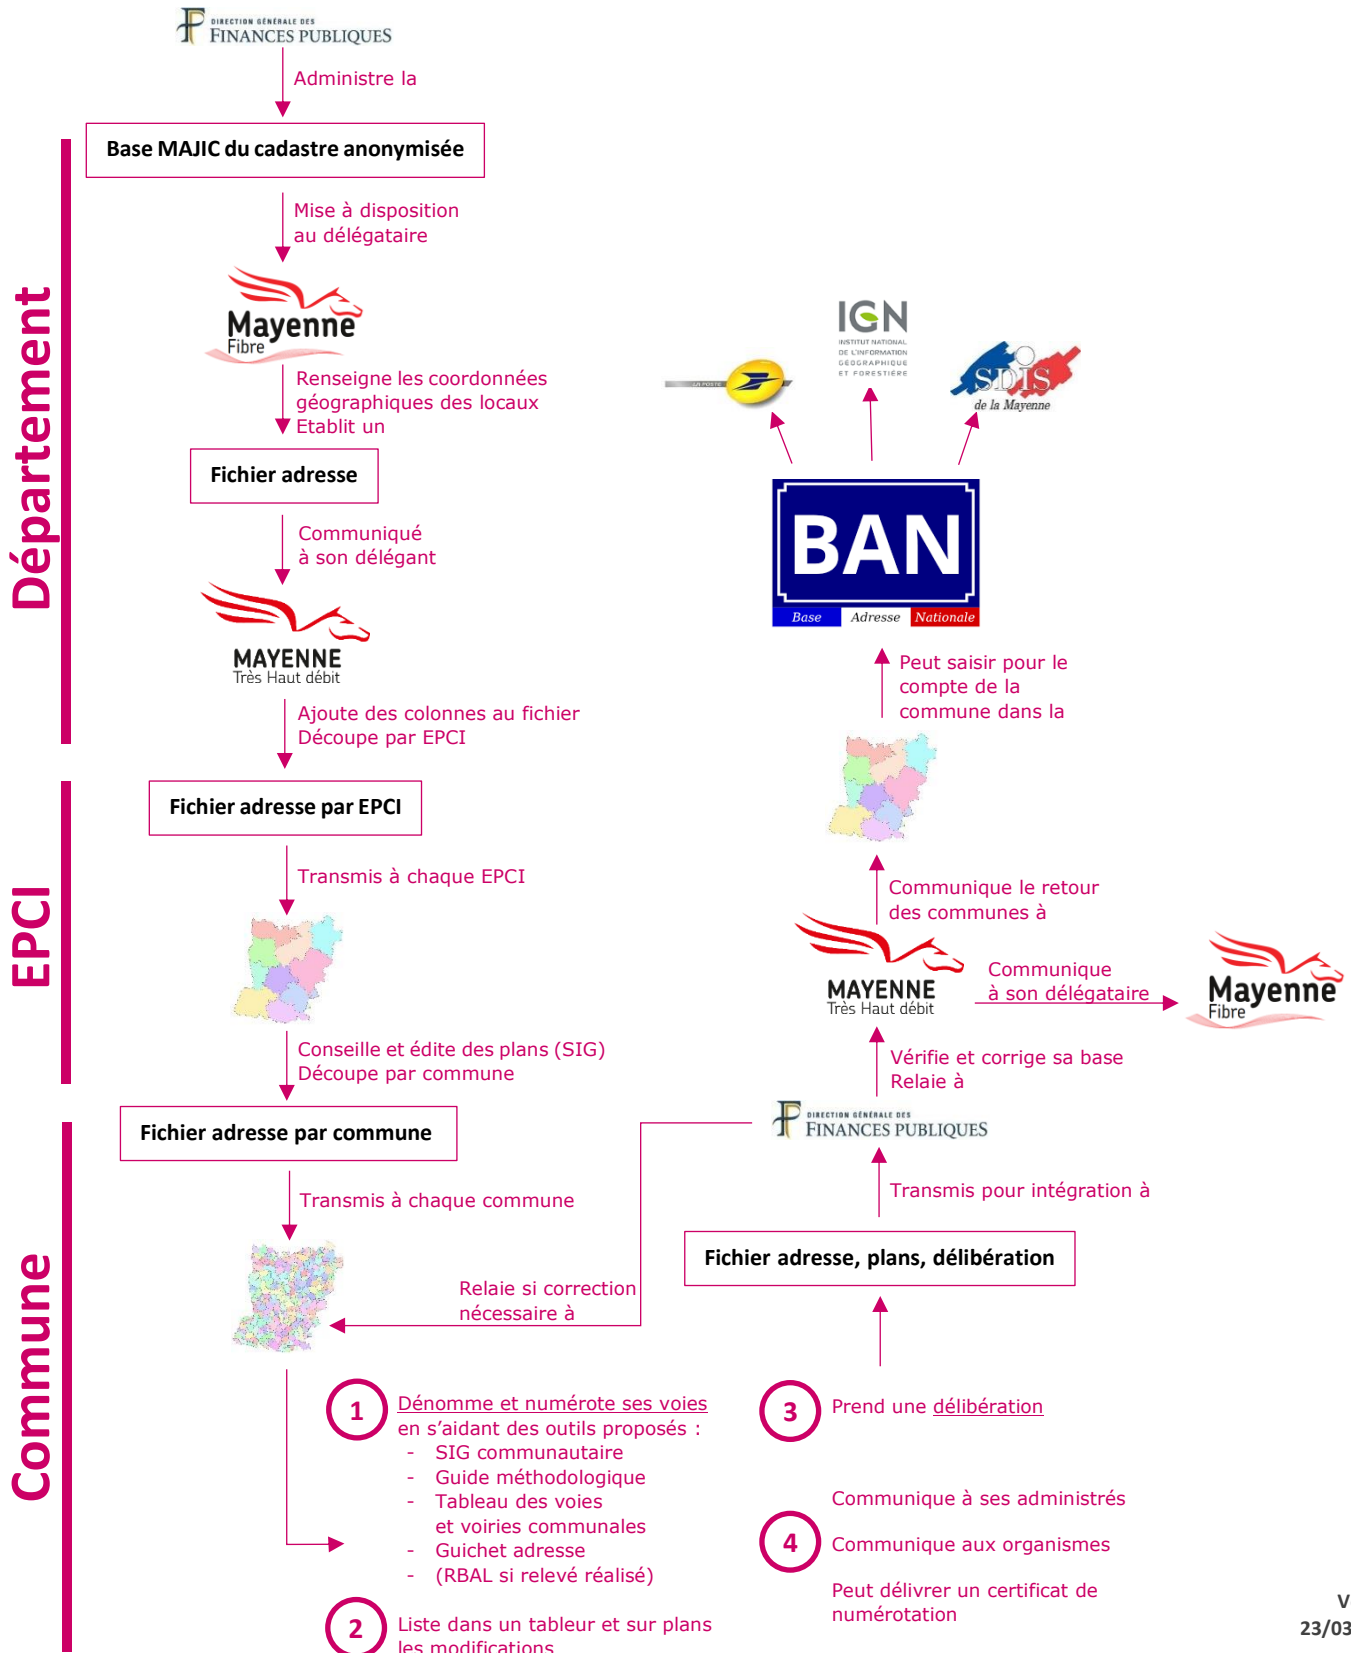 DIRECTION GÉNÉRALE DES
FINANCES PUBLIQUES
Administre la
Base MAJIC du cadastre anonymisée
Mise à disposition
au délégataire
Mayenne
Fibre
Renseigne les coordonnées
géographiques des locaux
Etablit un
Fichier adresse
Communiqué
à son délégant
MAYENNE
Très Haut débit
Ajoute des colonnes au fichier
Découpe par EPCI
Département
Fichier adresse par EPCI
Transmis à chaque EPCI
Conseille et édite des plans (SIG)
Découpe par commune
EPCI
Fichier adresse par commune
Transmis à chaque commune
Relaie si correction
nécessaire à
Commune
1
Dénomme et numérote ses voies
en s'aidant des outils proposés :
- SIG communautaire
- Guide méthodologique
- Tableau des voies
et voiries communales
- Guichet adresse
- (RBAL si relevé réalisé)
2
Liste dans un tableur et sur plans
les modifications
3
Prend une délibération
4
Communique à ses administrés
Communique aux organismes
Peut délivrer un certificat de
numérotation
Fichier adresse, plans, délibération
Transmis pour intégration à
DIRECTION GÉNÉRALE DES
FINANCES PUBLIQUES
Vérifie et corrige sa base
Relaie à
MAYENNE
Très Haut débit
Communique
à son délégataire
Mayenne
Fibre
Communique le retour
des communes à
Peut saisir pour le
compte de la
commune dans la
BAN
Base Adresse Nationale
LA POSTE
IGN
INSTITUT NATIONAL
DE L'INFORMATION
GÉOGRAPHIQUE
ET FORESTIÈRE
SDIS
de la Mayenne
V
23/03